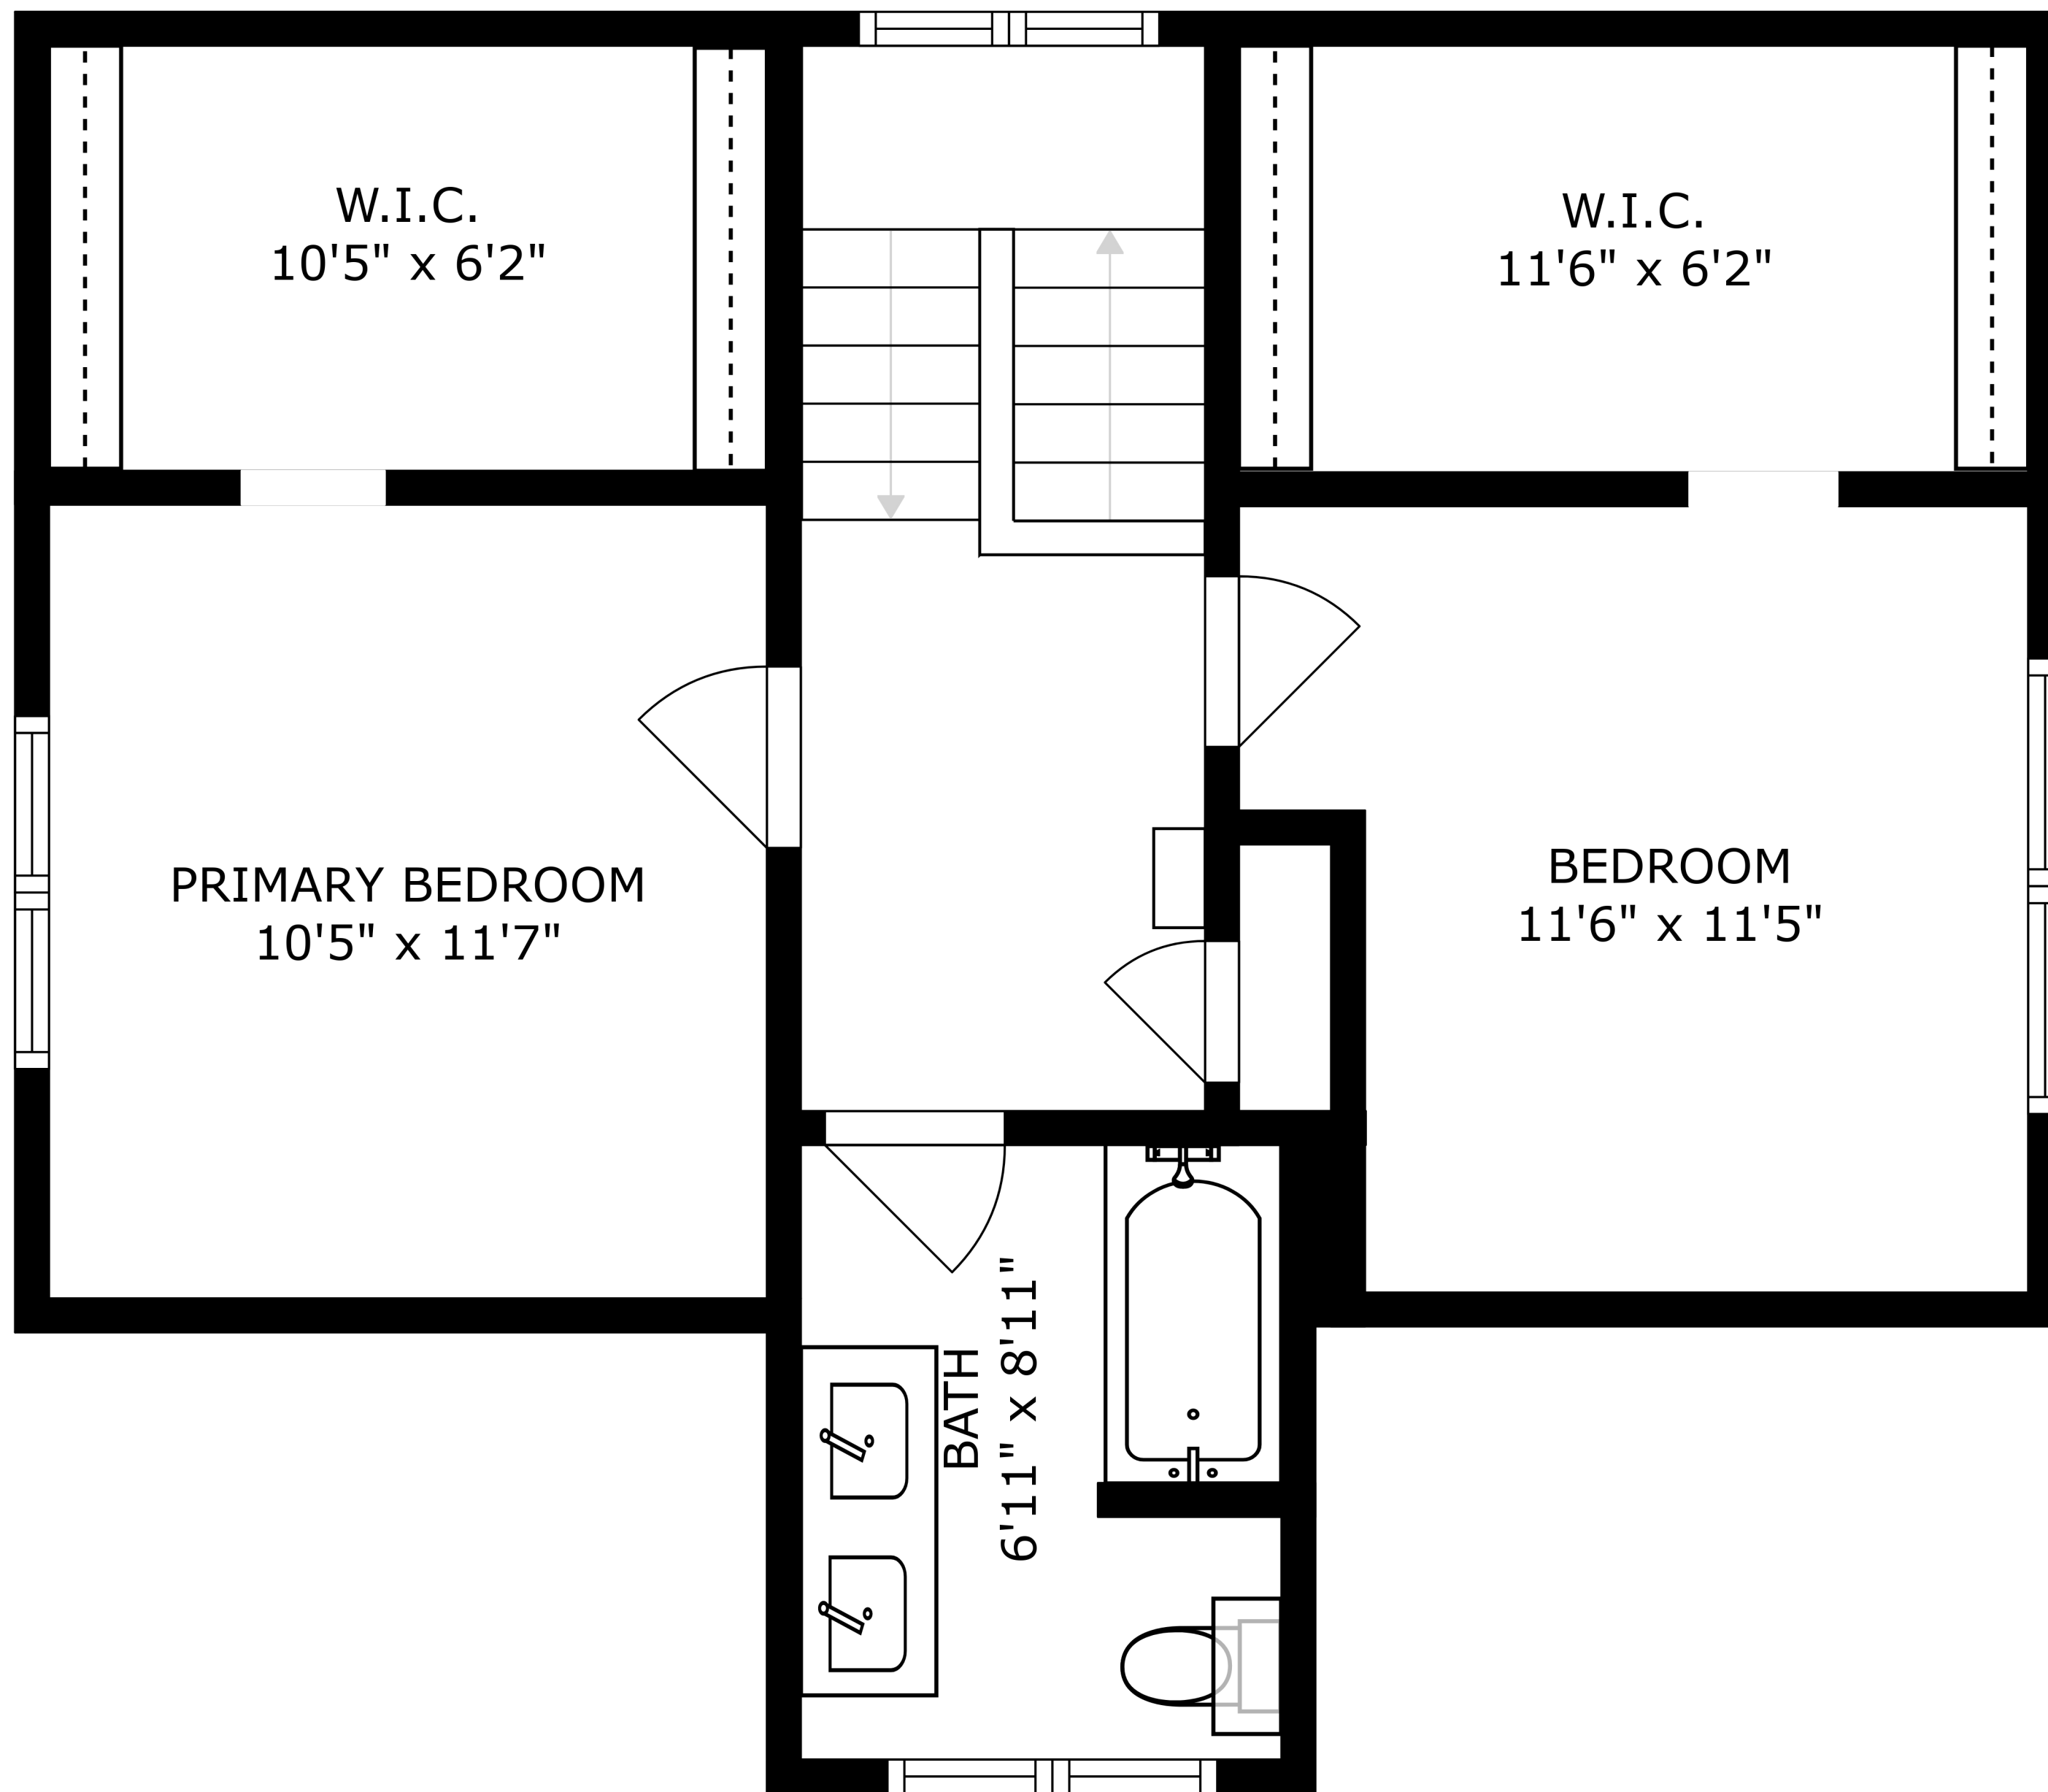 W.I.C.
10'5" x 6'2"
W.I.C.
11'6" x 6'2"
PRIMARY BEDROOM
10'5" x 11'7"
BEDROOM
11'6" x 11'5"
BATH
6'11" x 8'11"